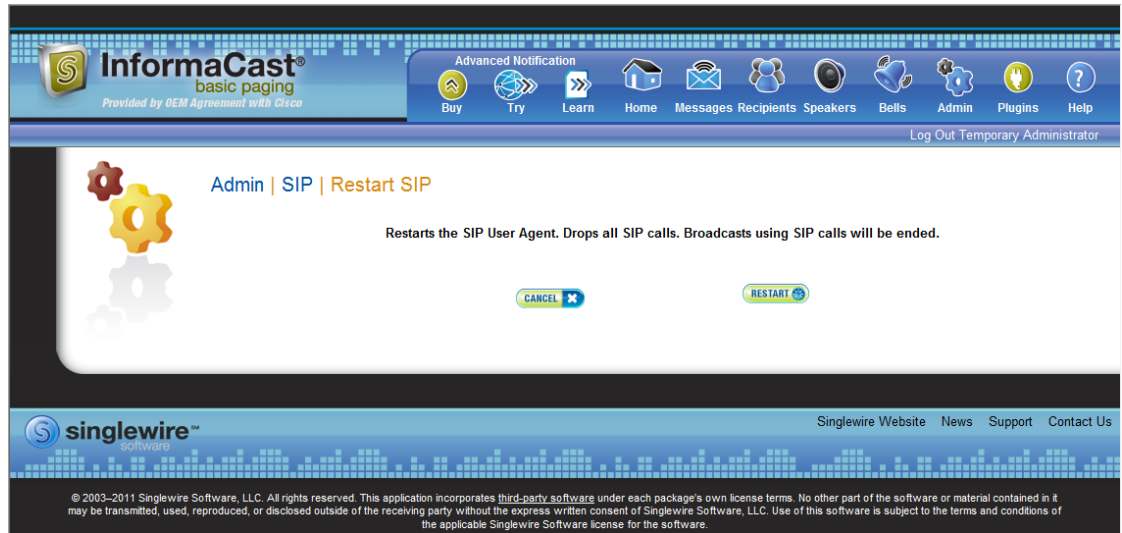 InformaCast®
basic paging
Provided by OEM Agreement with Cisco
Advanced Notification
Buy Try Learn Home Messages Recipients Speakers Bells Admin Plugins Help
Log Out Temporary Administrator
Admin | SIP | Restart SIP
Restarts the SIP User Agent. Drops all SIP calls. Broadcasts using SIP calls will be ended.
CANCEL RESTART
singlewire℠
software
Singlewire Website News Support Contact Us
© 2003–2011 Singlewire Software, LLC. All rights reserved. This application incorporates third-party software under each package's own license terms. No other part of the software or material contained in it
may be transmitted, used, reproduced, or disclosed outside of the receiving party without the express written consent of Singlewire Software, LLC. Use of this software is subject to the terms and conditions of
the applicable Singlewire Software license for the software.